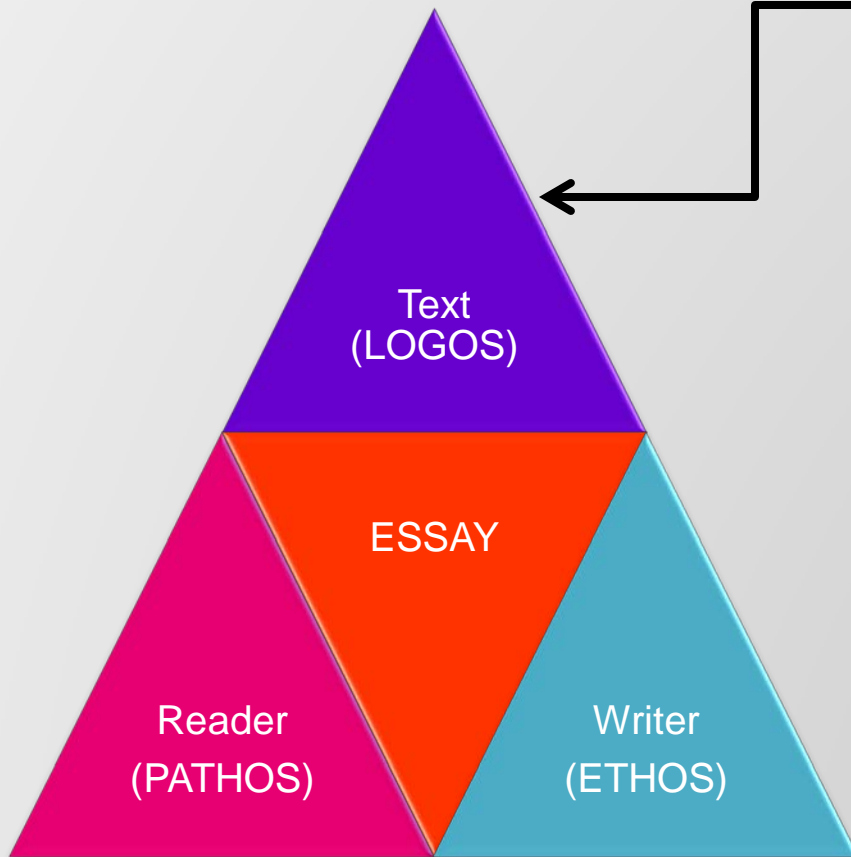 Text
(LOGOS)
ESSAY
Reader
(PATHOS)
Writer
(ETHOS)